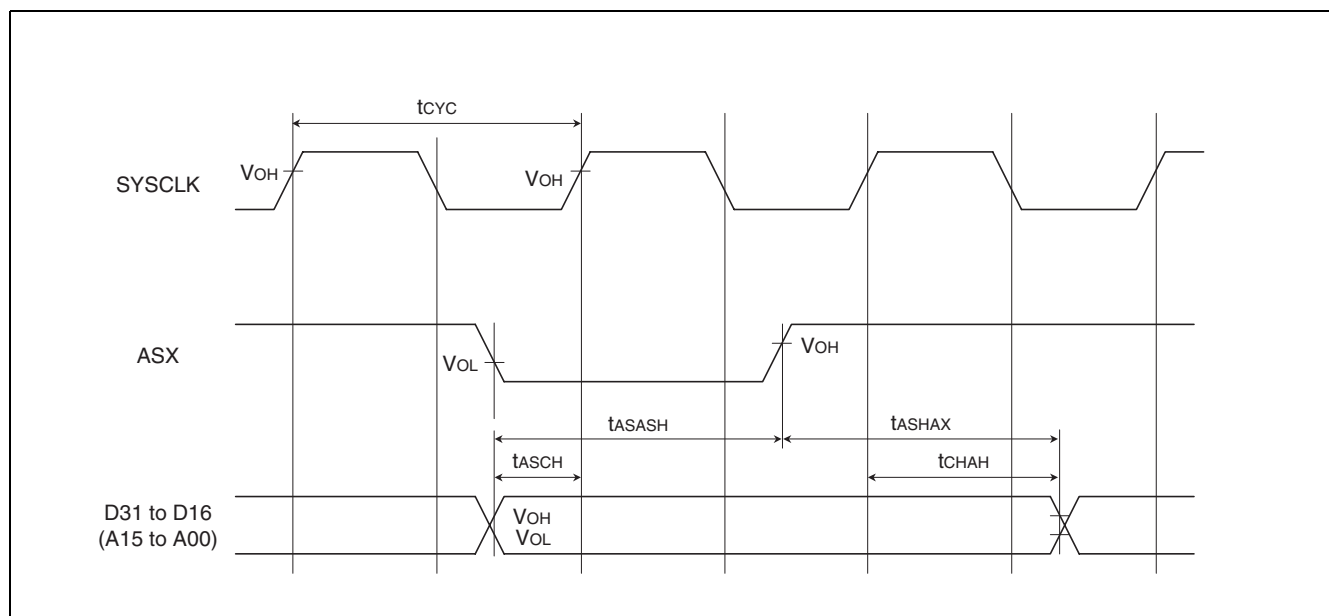 tCYC
SYSCLK
VOH
VOH
ASX
VOL
VOH
tASASH
tASHAX
tASCH
tCHAH
D31 to D16
(A15 to A00)
VOH
VOL